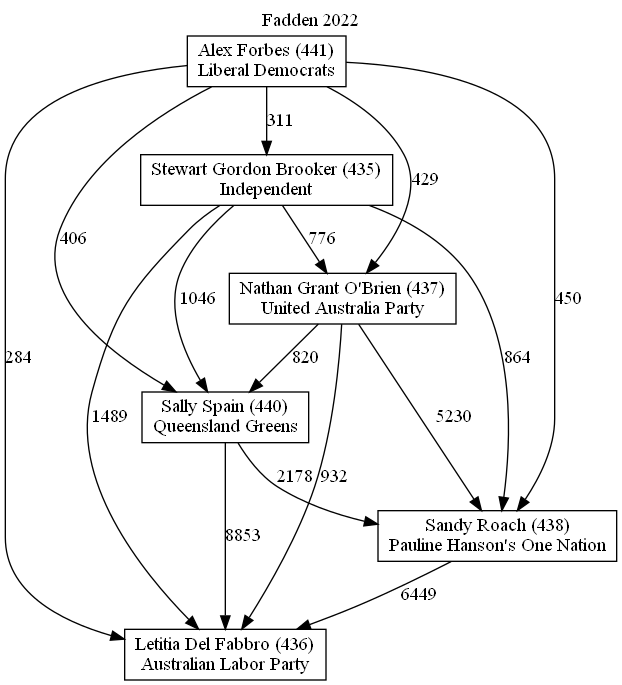 Fadden 2022
Alex Forbes (441)
Liberal Democrats
311
Stewart Gordon Brooker (435)
Independent
429
406
776
Nathan Grant O'Brien (437)
United Australia Party
1046
450
284
820
864
Sally Spain (440)
Queensland Greens
1489
5230
2178
932
Sandy Roach (438)
Pauline Hanson's One Nation
8853
6449
Letitia Del Fabbro (436)
Australian Labor Party